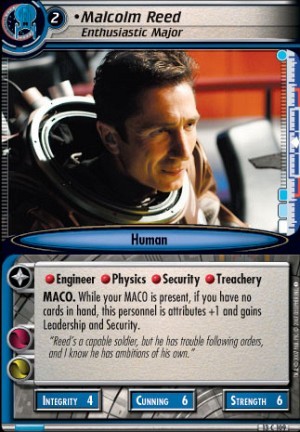 2
•Malcolm Reed
Enthusiastic Major
Human
Engineer Physics Security Treachery
MACO. While your MACO is present, if you have no
cards in hand, this personnel is attributes +1 and gains
Leadership and Security.
"Reed's a capable soldier, but he has trouble following orders,
and I know he has ambitions of his own."
INTEGRITY 4 CUNNING 6 STRENGTH 6